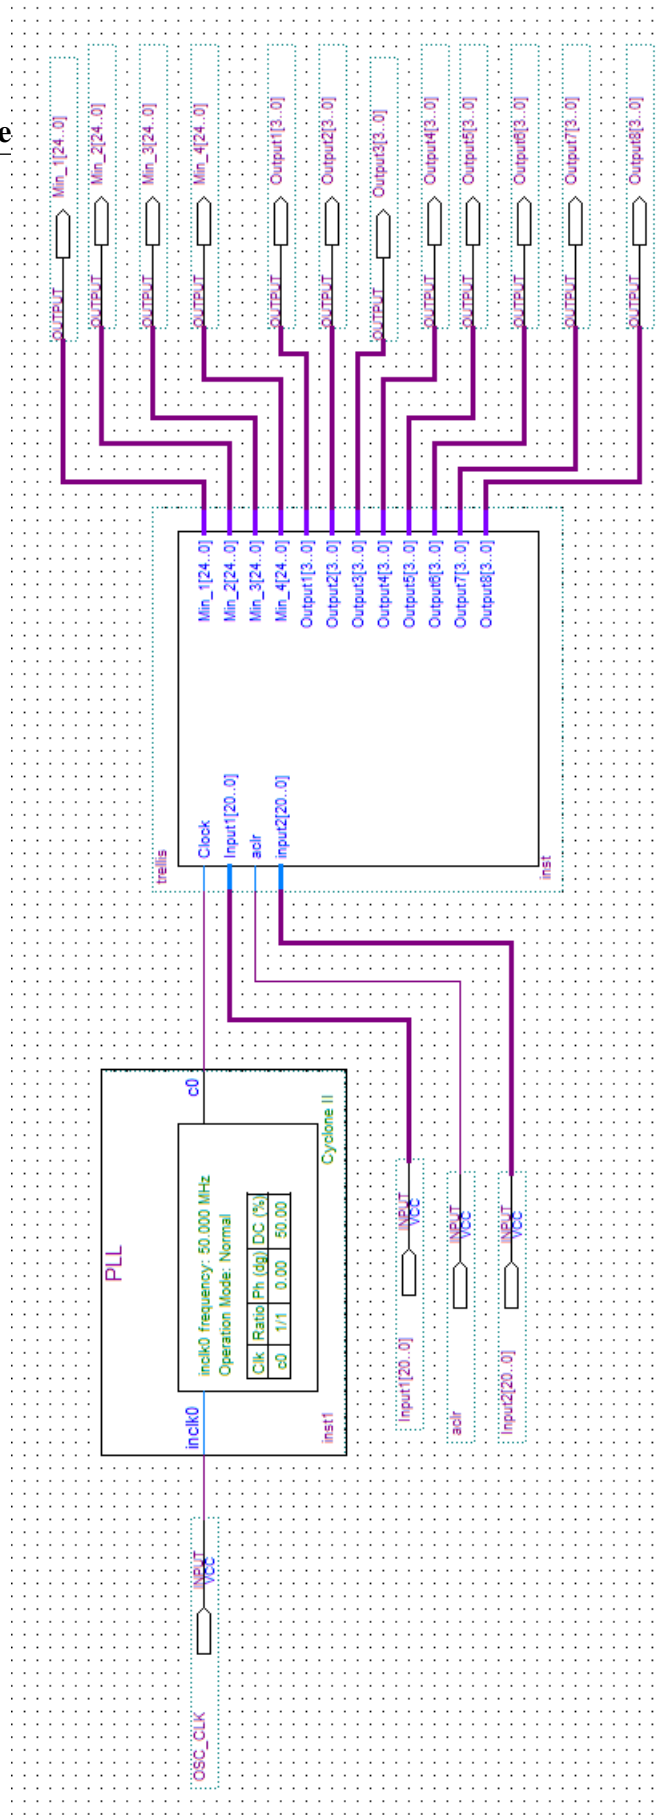 e
OSC_CLK
INPUT
VCC
PLL
inclk0
c0
inclk0 frequency: 50.000 MHz
Operation Mode: Normal
Clk Ratio Ph (dg) DC (%)
c0 1/1 0.00 50.00
inst1
Cyclone II
Input1[20..0]
INPUT
VCC
aclr
INPUT
VCC
Input2[20..0]
INPUT
VCC
trellis
Clock
Input1[20..0]
aclr
input2[20..0]
Min_1[24..0]
Min_2[24..0]
Min_3[24..0]
Min_4[24..0]
Output1[3..0]
Output2[3..0]
Output3[3..0]
Output4[3..0]
Output5[3..0]
Output6[3..0]
Output7[3..0]
Output8[3..0]
inst
OUTPUT
Min_1[24..0]
OUTPUT
Min_2[24..0]
OUTPUT
Min_3[24..0]
OUTPUT
Min_4[24..0]
OUTPUT
Output1[3..0]
OUTPUT
Output2[3..0]
OUTPUT
Output3[3..0]
OUTPUT
Output4[3..0]
OUTPUT
Output5[3..0]
OUTPUT
Output6[3..0]
OUTPUT
Output7[3..0]
OUTPUT
Output8[3..0]